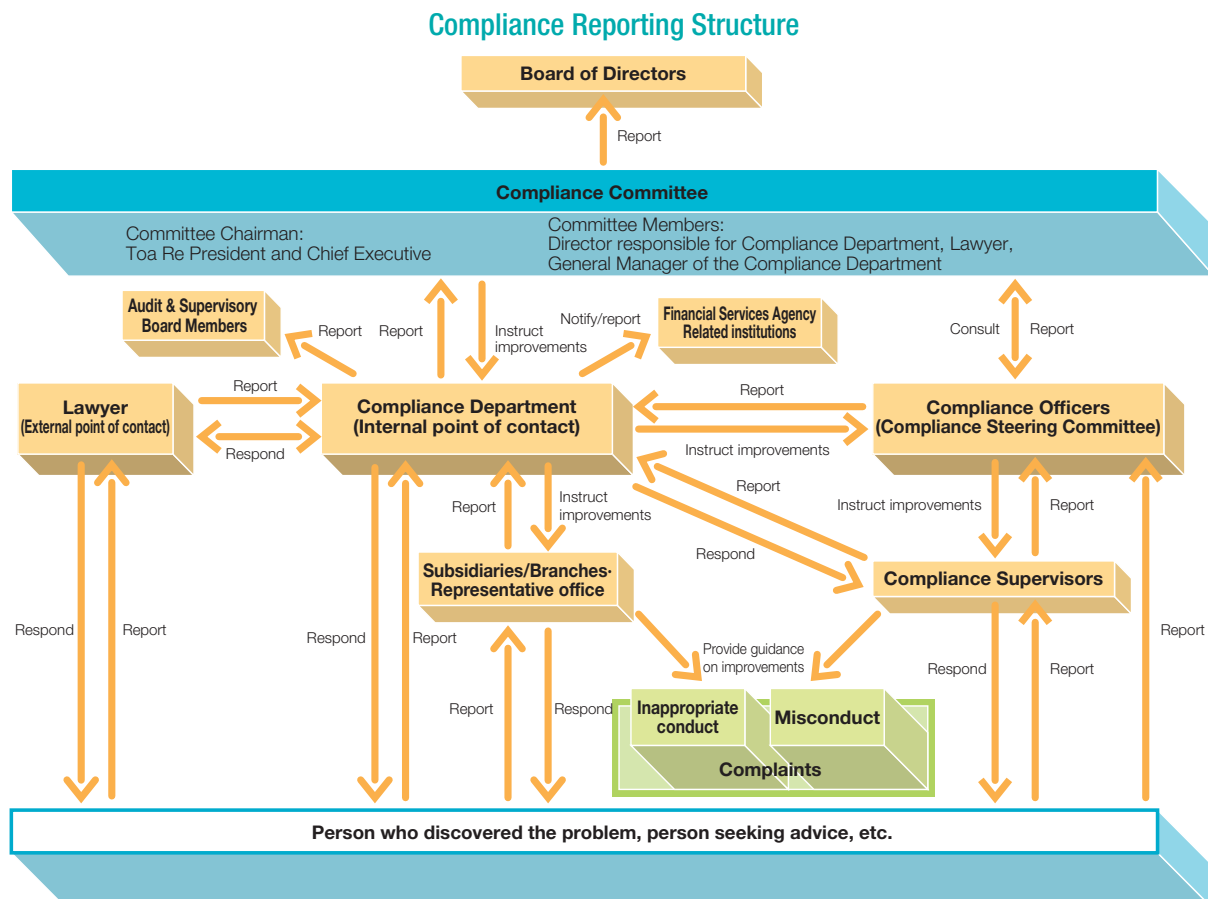 Compliance Reporting Structure
Board of Directors
Report
Compliance Committee
Committee Chairman:
Toa Re President and Chief Executive
Committee Members:
Director responsible for Compliance Department, Lawyer,
General Manager of the Compliance Department
Audit & Supervisory
Board Members
Report
Report
Instruct
improvements
Notify/report
Financial Services Agency
Related institutions
Consult
Report
Lawyer
(External point of contact)
Report
Respond
Compliance Department
(Internal point of contact)
Report
Instruct improvements
Compliance Officers
(Compliance Steering Committee)
Report
Instruct
improvements
Report
Respond
Instruct improvements
Report
Subsidiaries/Branches·
Representative office
Compliance Supervisors
Respond
Report
Respond
Report
Provide guidance
on improvements
Respond
Report
Report
Report
Respond
Inappropriate
conduct
Misconduct
Complaints
Person who discovered the problem, person seeking advice, etc.